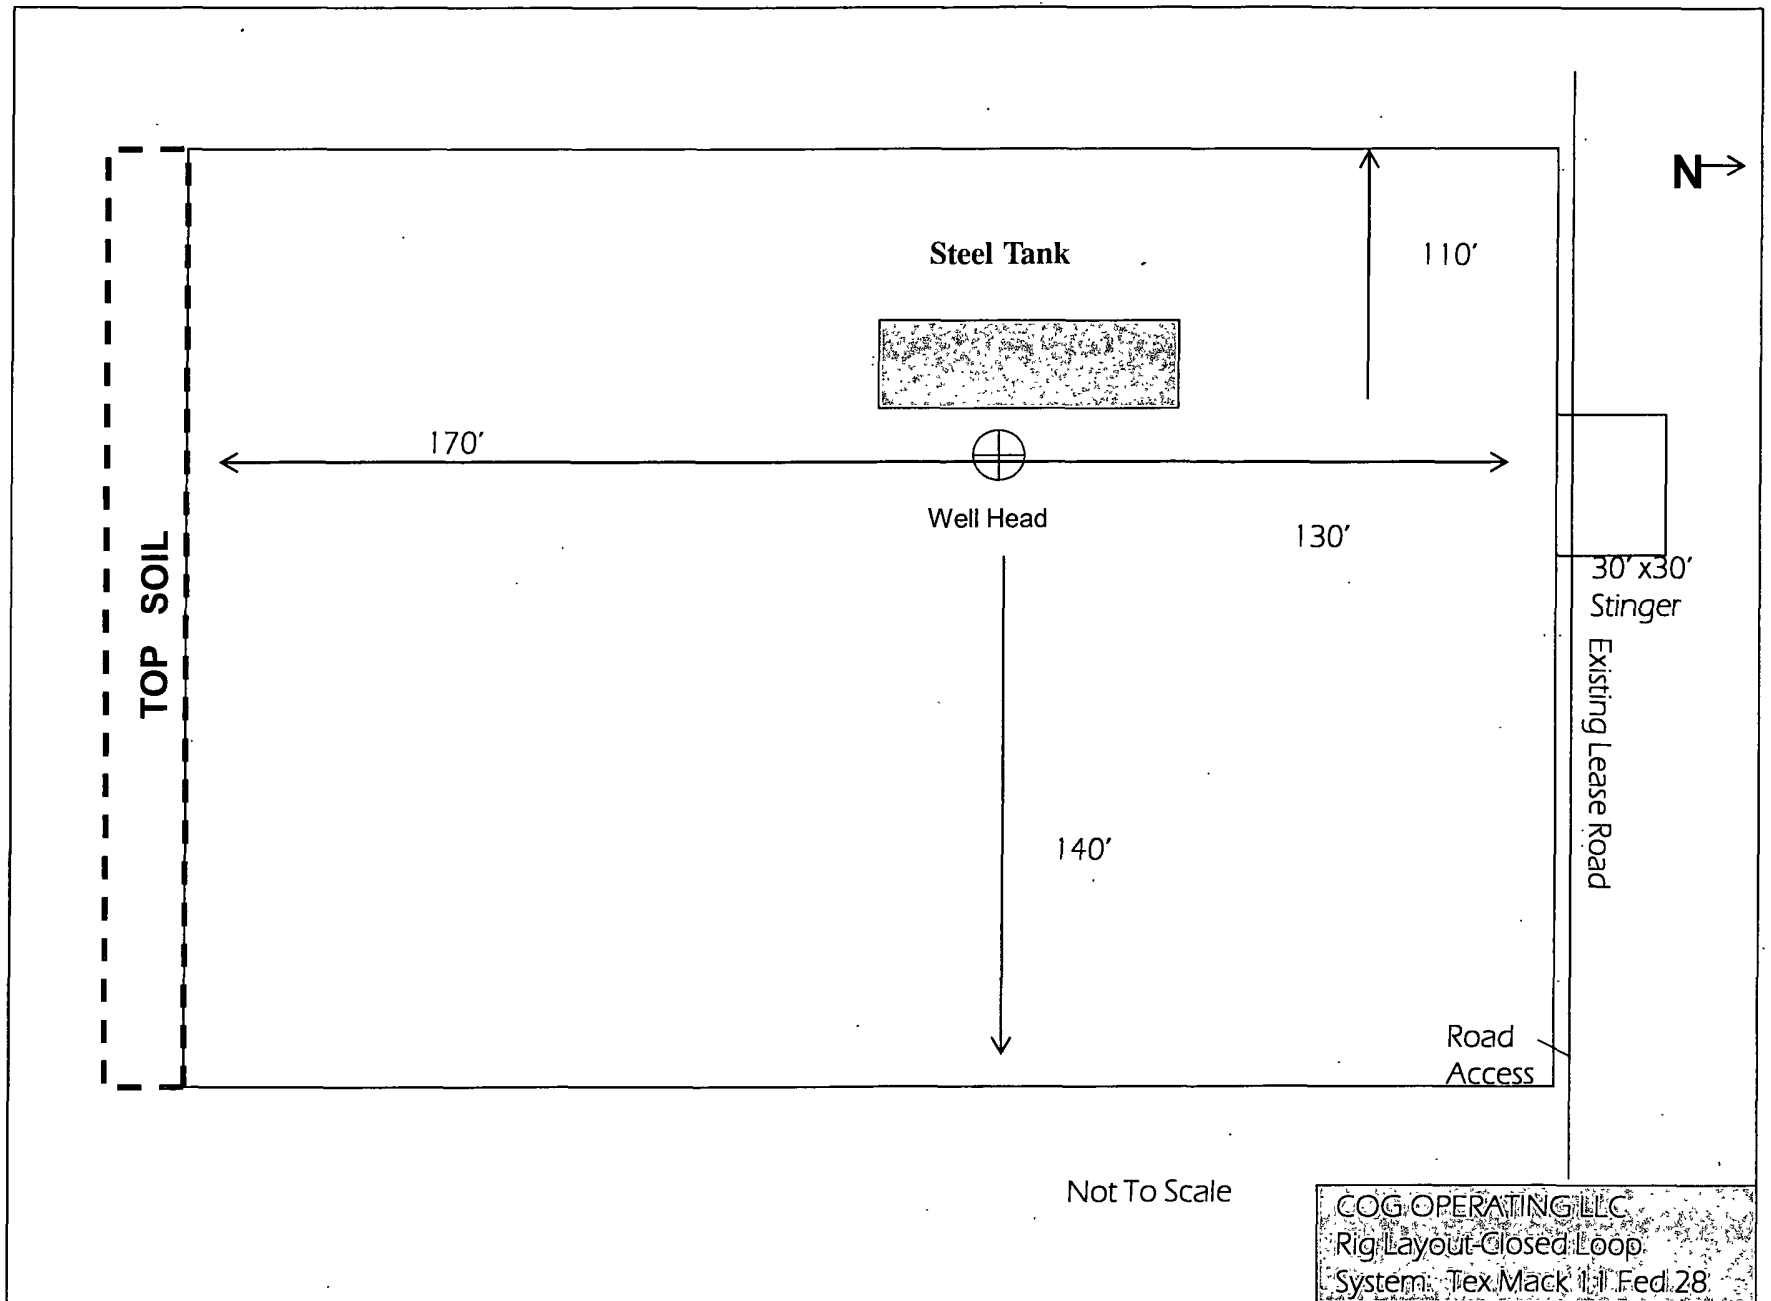 N
Steel Tank
110'
170'
Well Head
130'
30' x30'
Stinger
TOP SOIL
Existing Lease Road
140'
Road
Access
Not To Scale
COG OPERATING LLC
Rig Layout-Closed Loop
System: Tex Mack 11 Fed 28